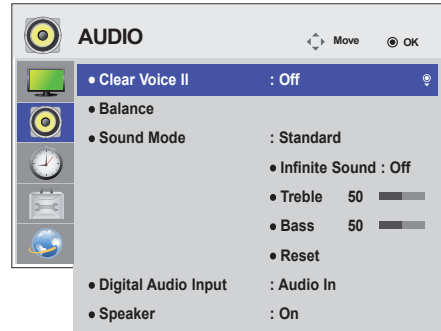 AUDIO Move OK
• Clear Voice II : Off
• Balance
• Sound Mode : Standard
• Infinite Sound : Off
• Treble 50
• Bass 50
• Reset
• Digital Audio Input : Audio In
• Speaker : On